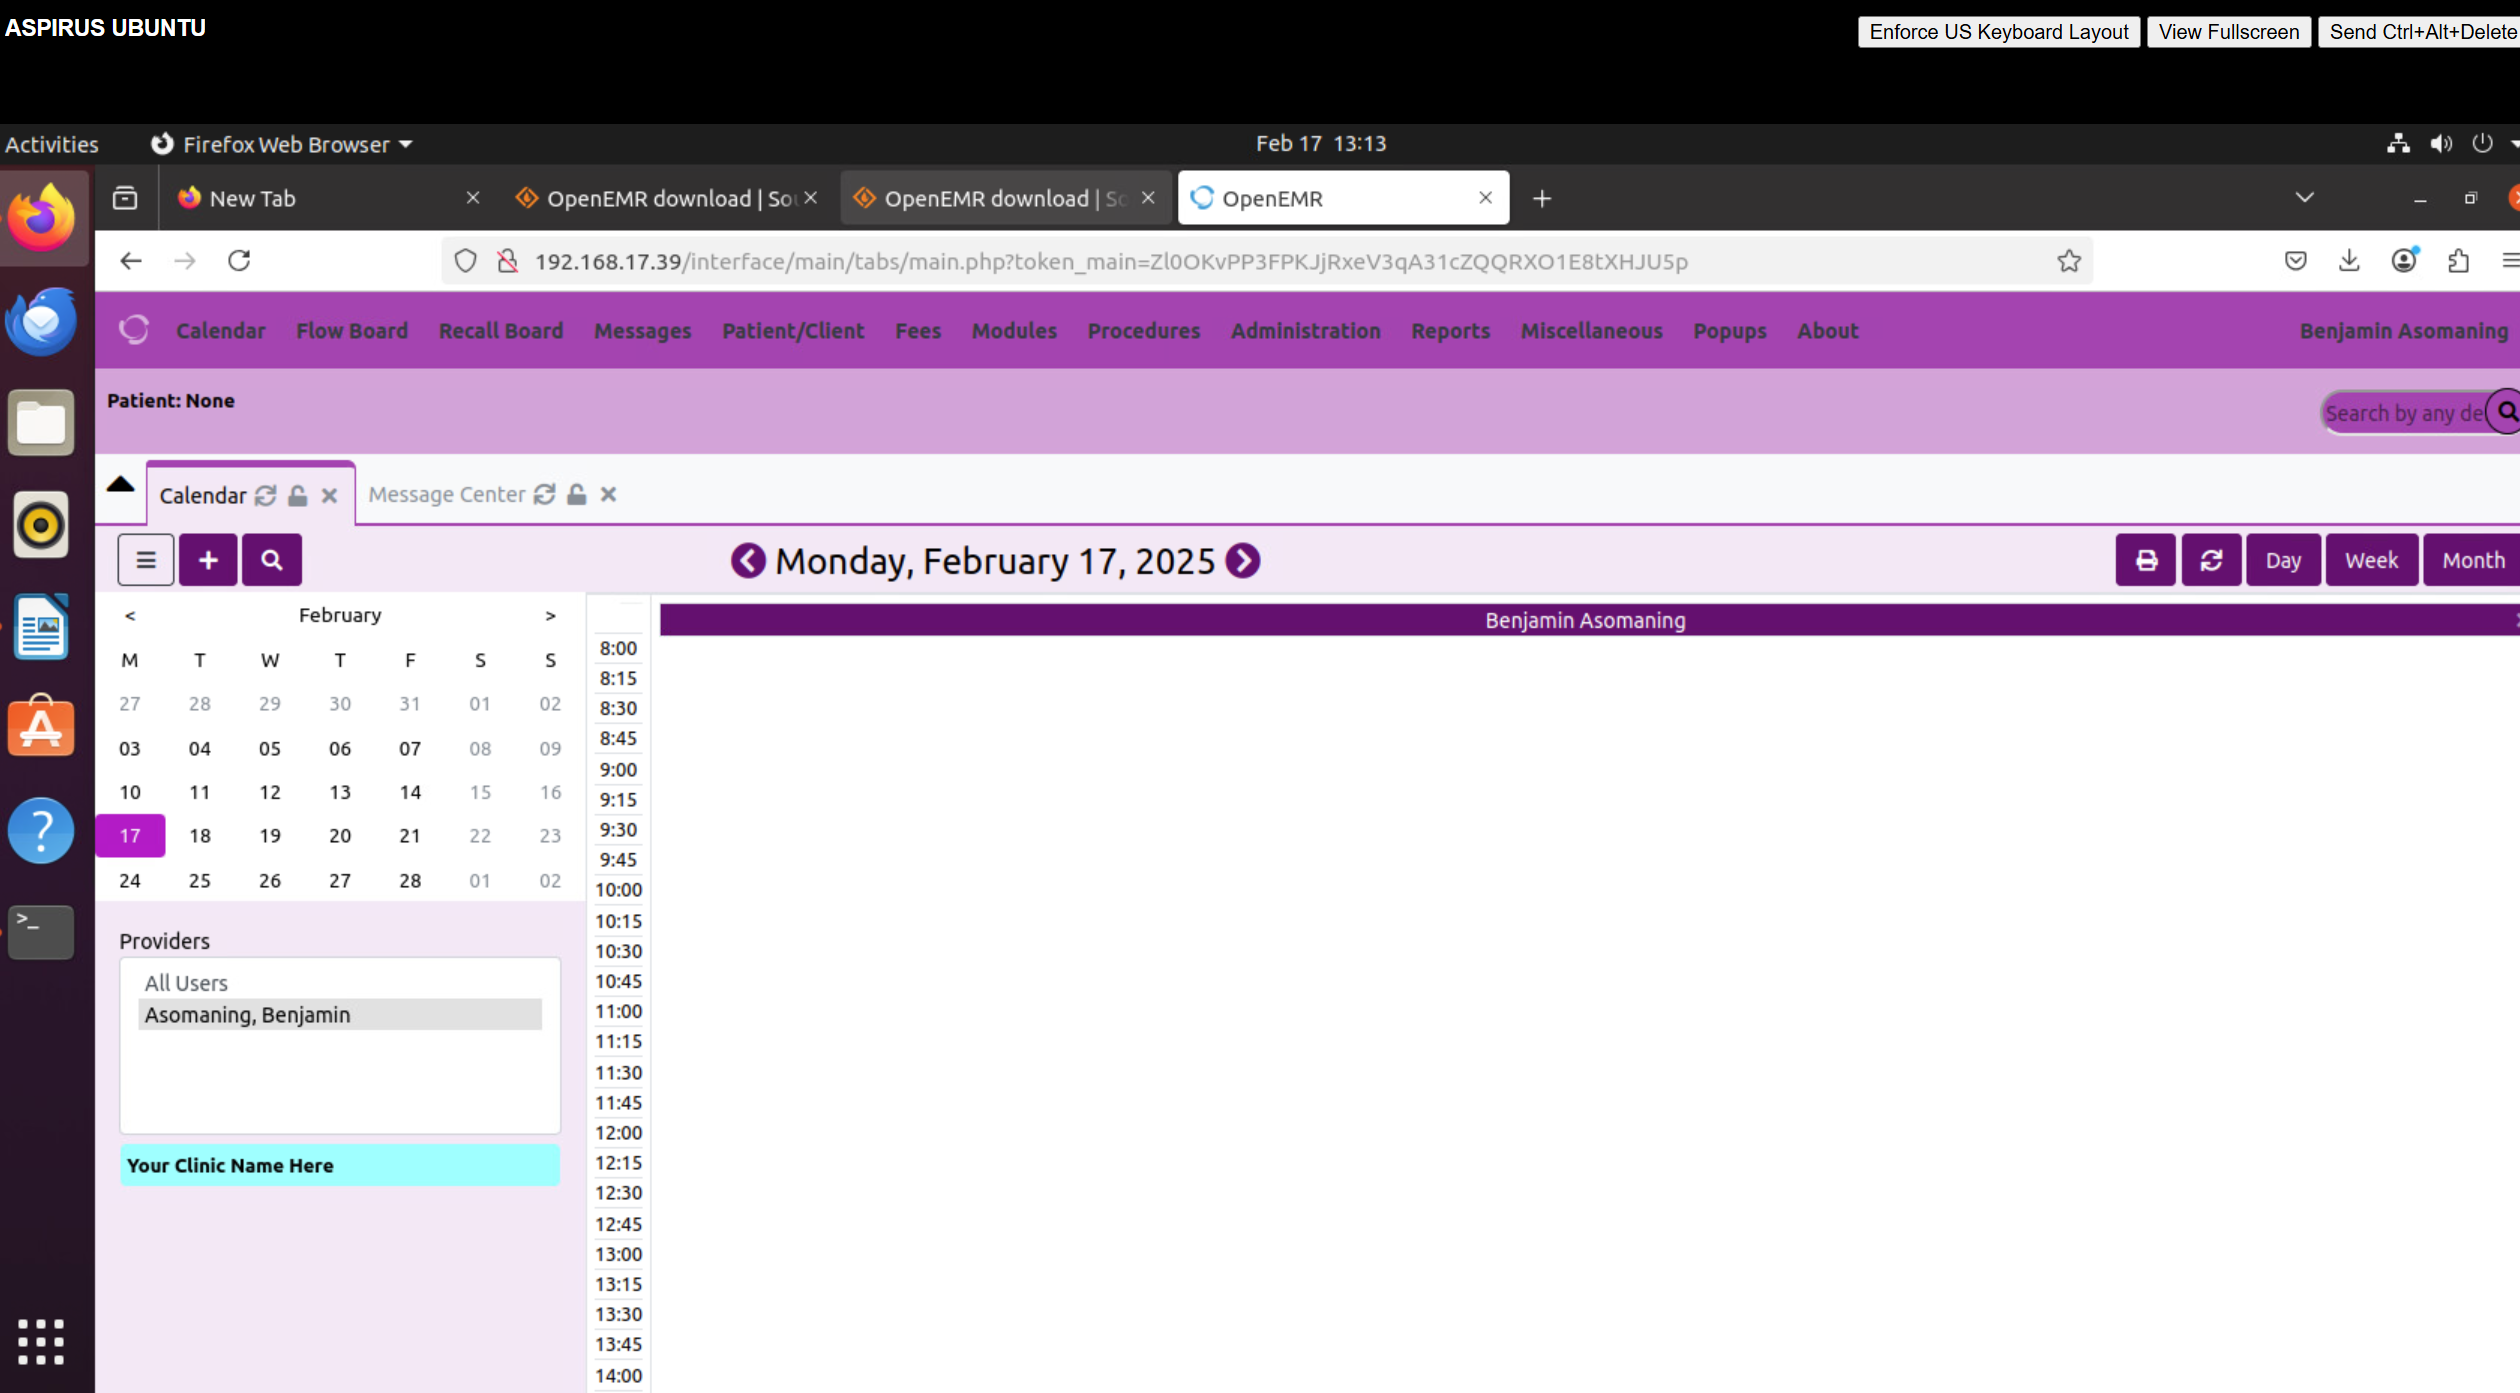 ASPIRUS UBUNTU
Enforce US Keyboard Layout View Fullscreen Send Ctrl+Alt+Delete
Activities Firefox Web Browser Feb 17 13:13
New Tab OpenEMR download | Sou OpenEMR download | So OpenEMR
192.168.17.39/interface/main/tabs/main.php?token_main=Zl0OKvPP3FPKJjRxeV3qA31cZQQRXO1E8tXHJU5p
Calendar Flow Board Recall Board Messages Patient/Client Fees Modules Procedures Administration Reports Miscellaneous Popups About Benjamin Asomaning
Patient: None
Search by any de
Calendar Message Center
Monday, February 17, 2025 Day Week Month
< February >
M T W T F S S
27 28 29 30 31 01 02
03 04 05 06 07 08 09
10 11 12 13 14 15 16
17 18 19 20 21 22 23
24 25 26 27 28 01 02
Providers
All Users
Asomaning, Benjamin
Your Clinic Name Here
Benjamin Asomaning
8:00
8:15
8:30
8:45
9:00
9:15
9:30
9:45
10:00
10:15
10:30
10:45
11:00
11:15
11:30
11:45
12:00
12:15
12:30
12:45
13:00
13:15
13:30
13:45
14:00